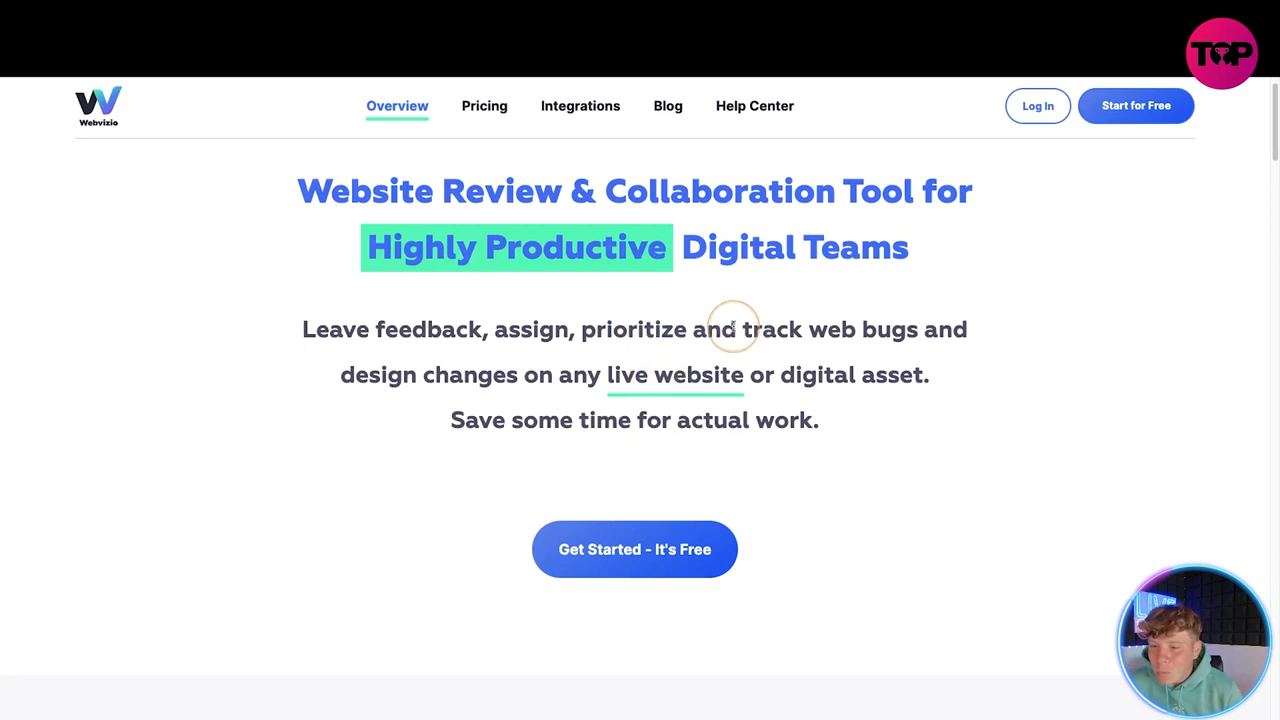 TOP
Webvizio
Overview
Pricing
Integrations
Blog
Help Center
Log In
Start for Free
Website Review & Collaboration Tool for
Highly Productive Digital Teams
Leave feedback, assign, prioritize and track web bugs and
design changes on any live website or digital asset.
Save some time for actual work.
Get Started - It's Free